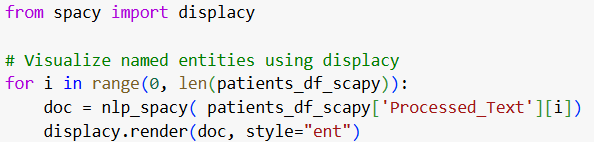 from spacy import displacy

# Visualize named entities using displacy
for i in range(0, len(patients_df_scapy)):
    doc = nlp_spacy( patients_df_scapy['Processed_Text'][i])
    displacy.render(doc, style="ent")